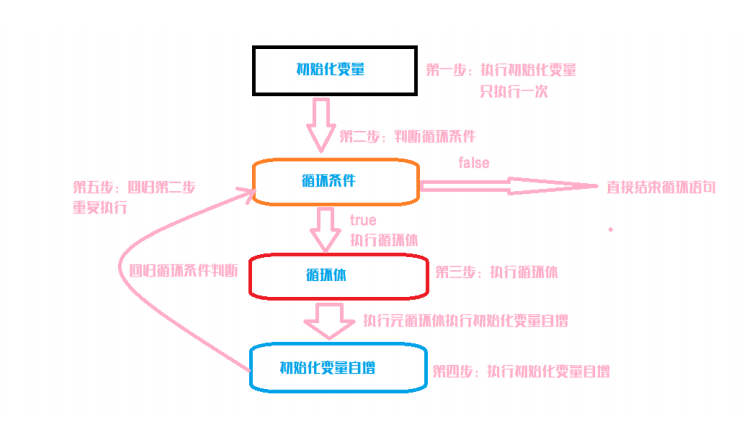 初始化变量
第一步：执行初始化变量
只执行一次
第二步：判断循环条件
false
循环条件
直接结束循环语句
第五步：回归第二步
重复执行
true
执行循环体
回归循环条件判断
循环体
第三步：执行循环体
执行完循环体执行初始化变量自增
初始化变量自增
第四步：执行初始化变量自增